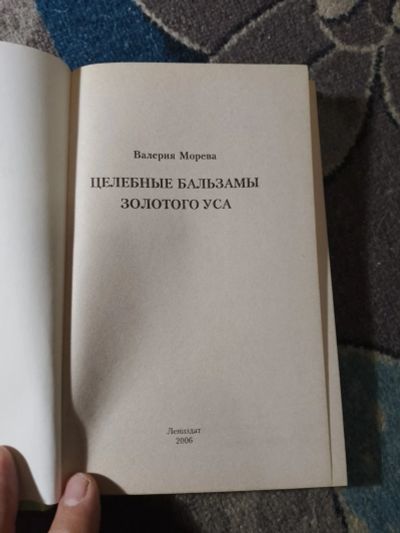 Валерия Морева
ЦЕЛЕБНЫЕ БАЛЬЗАМЫ
ЗОЛОТОГО УСА
Лениздат
2006